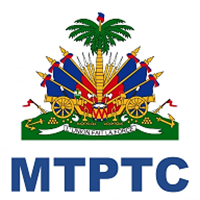 L'UNION FAIT LA FORCE
MTPTC